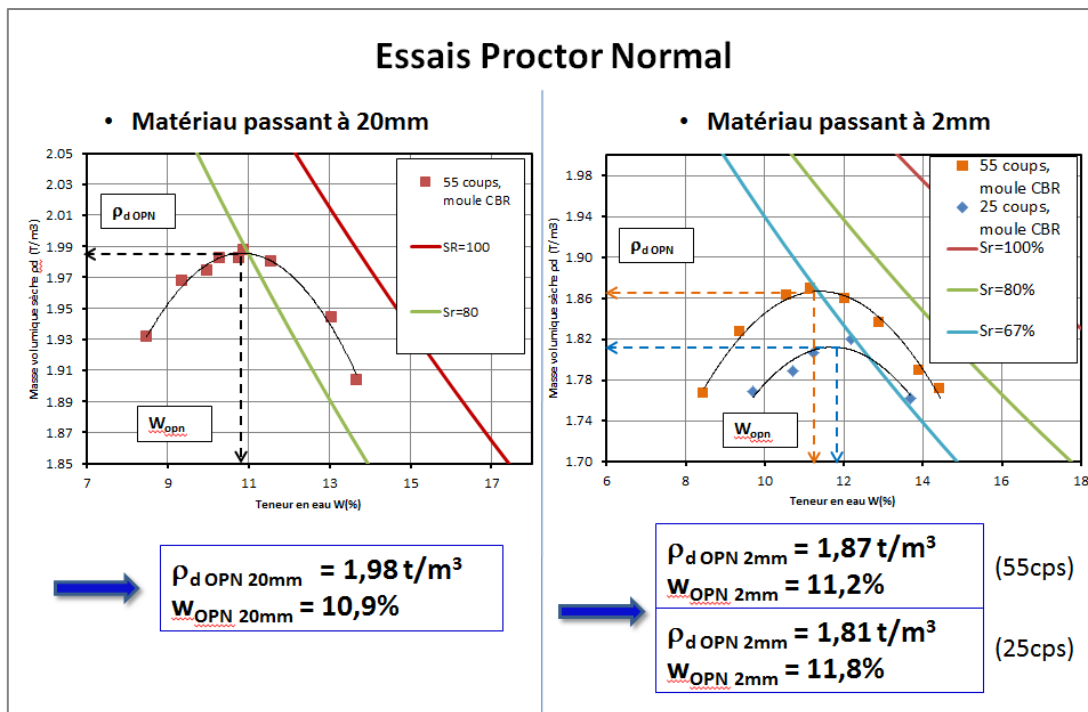 Essais Proctor Normal
• Matériau passant à 20mm
2.05
2.03
2.01
1.99
1.97
1.95
1.93
1.91
1.89
1.87
1.85
Masse volumique sèche ρd (T/m3)
7
9
11
13
15
17
Teneur en eau W(%)
ρd OPN
Wopn
55 coups,
moule CBR
SR=100
Sr=80
ρd OPN 20mm = 1,98 t/m³
wOPN 20mm = 10,9%
• Matériau passant à 2mm
1.98
1.94
1.90
1.86
1.82
1.78
1.74
1.70
Masse volumique sèche ρd (T/m3)
6
8
10
12
14
16
18
Teneur en eau W(%)
ρd OPN
Wopn
55 coups,
moule CBR
25 coups,
moule CBR
Sr=100%
Sr=80%
Sr=67%
ρd OPN 2mm = 1,87 t/m³
wOPN 2mm = 11,2%
(55cps)
ρd OPN 2mm = 1,81 t/m³
wOPN 2mm = 11,8%
(25cps)